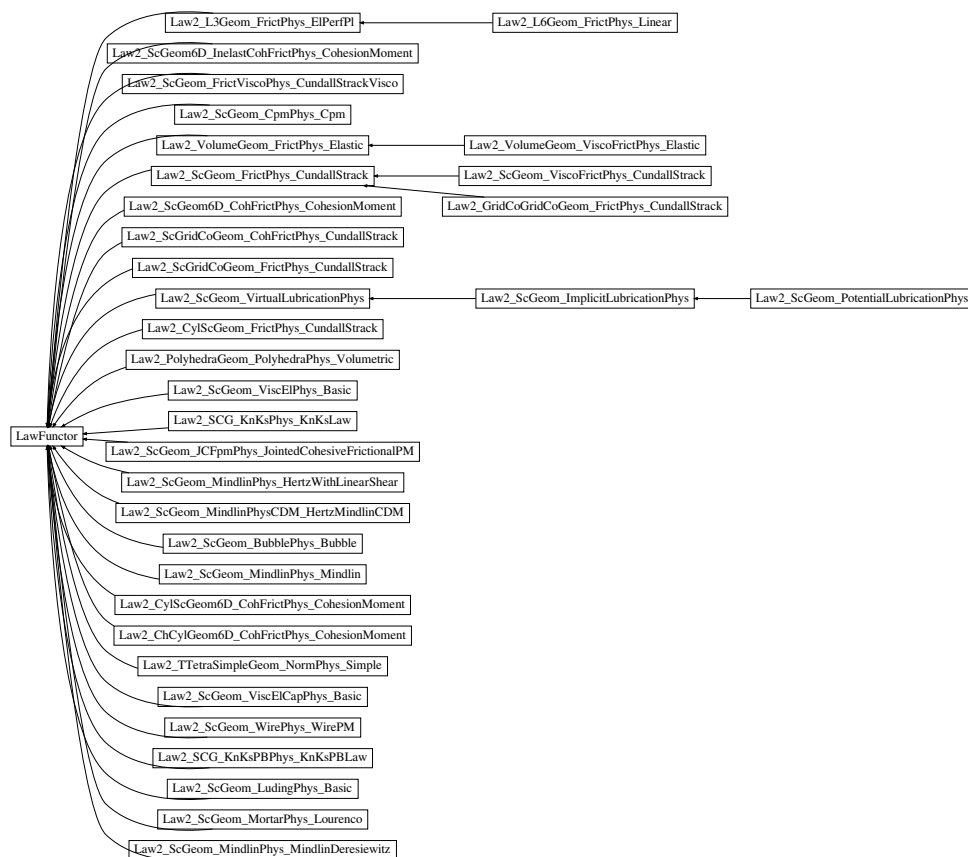 Law2_L3Geom_FrictPhys_ElPerfPl
Law2_L6Geom_FrictPhys_Linear
Law2_ScGeom6D_InelastCohFrictPhys_CohesionMoment
Law2_ScGeom_FrictViscoPhys_CundallStrackVisco
Law2_ScGeom_CpmPhys_Cpm
Law2_VolumeGeom_FrictPhys_Elastic
Law2_VolumeGeom_ViscoFrictPhys_Elastic
Law2_ScGeom_FrictPhys_CundallStrack
Law2_ScGeom_ViscoFrictPhys_CundallStrack
Law2_ScGeom6D_CohFrictPhys_CohesionMoment
Law2_GridCoGridCoGeom_FrictPhys_CundallStrack
Law2_ScGridCoGeom_CohFrictPhys_CundallStrack
Law2_ScGridCoGeom_FrictPhys_CundallStrack
Law2_ScGeom_VirtualLubricationPhys
Law2_ScGeom_ImplicitLubricationPhys
Law2_ScGeom_PotentialLubricationPhys
Law2_CylScGeom_FrictPhys_CundallStrack
Law2_PolyhedraGeom_PolyhedraPhys_Volumetric
Law2_ScGeom_ViscElPhys_Basic
Law2_SCG_KnKsPhys_KnKsLaw
LawFunctor
Law2_ScGeom_JCFpmPhys_JointedCohesiveFrictionalPM
Law2_ScGeom_MindlinPhys_HertzWithLinearShear
Law2_ScGeom_MindlinPhysCDM_HertzMindlinCDM
Law2_ScGeom_BubblePhys_Bubble
Law2_ScGeom_MindlinPhys_Mindlin
Law2_CylScGeom6D_CohFrictPhys_CohesionMoment
Law2_ChCylGeom6D_CohFrictPhys_CohesionMoment
Law2_TTetraSimpleGeom_NormPhys_Simple
Law2_ScGeom_ViscElCapPhys_Basic
Law2_ScGeom_WirePhys_WirePM
Law2_SCG_KnKsPBPhys_KnKsPBLaw
Law2_ScGeom_LudingPhys_Basic
Law2_ScGeom_MortarPhys_Lourenco
Law2_ScGeom_MindlinPhys_MindlinDeresiewitz